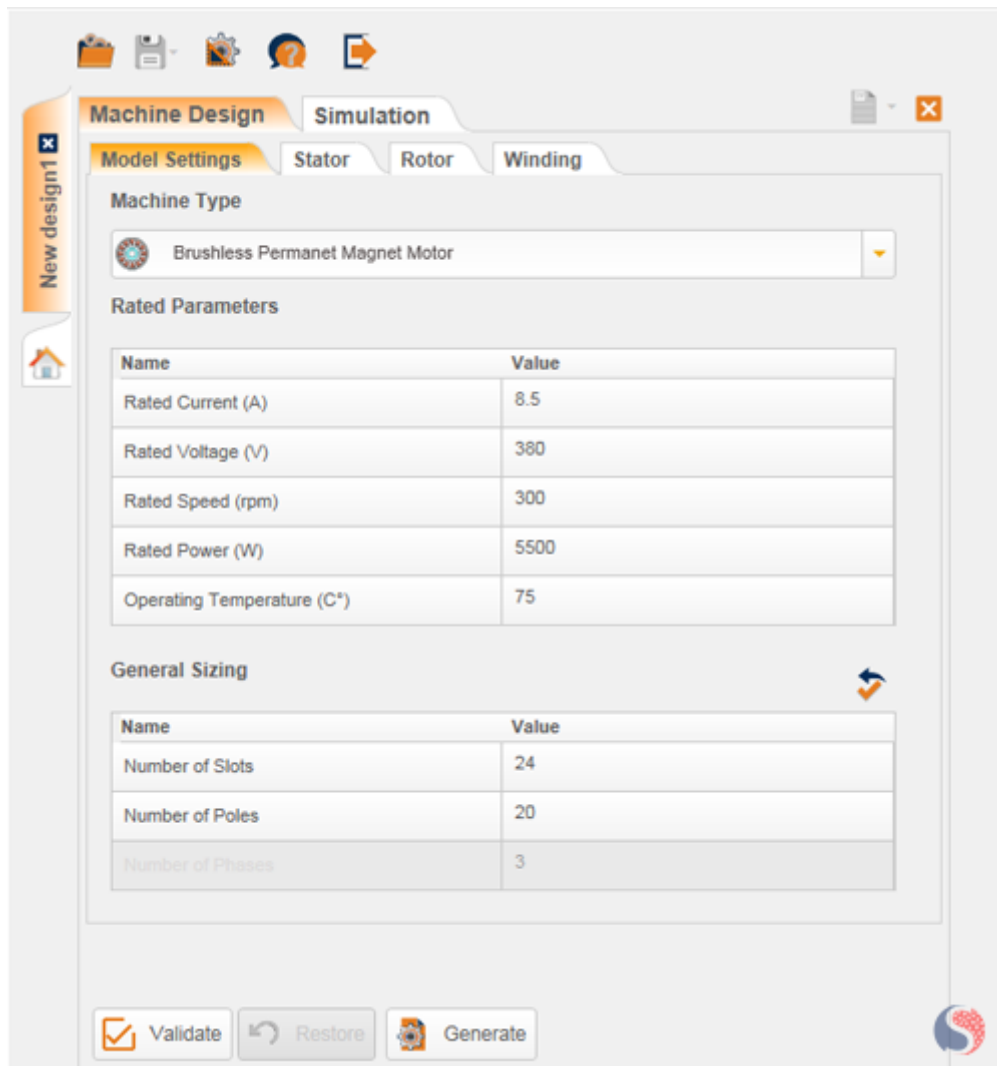 Machine Design Simulation
New design1
Model Settings Stator Rotor Winding
Machine Type
Brushless Permanet Magnet Motor
Rated Parameters
Name Value
Rated Current (A) 8.5
Rated Voltage (V) 380
Rated Speed (rpm) 300
Rated Power (W) 5500
Operating Temperature (C°) 75
General Sizing
Name Value
Number of Slots 24
Number of Poles 20
Number of Phases 3
Validate Restore Generate